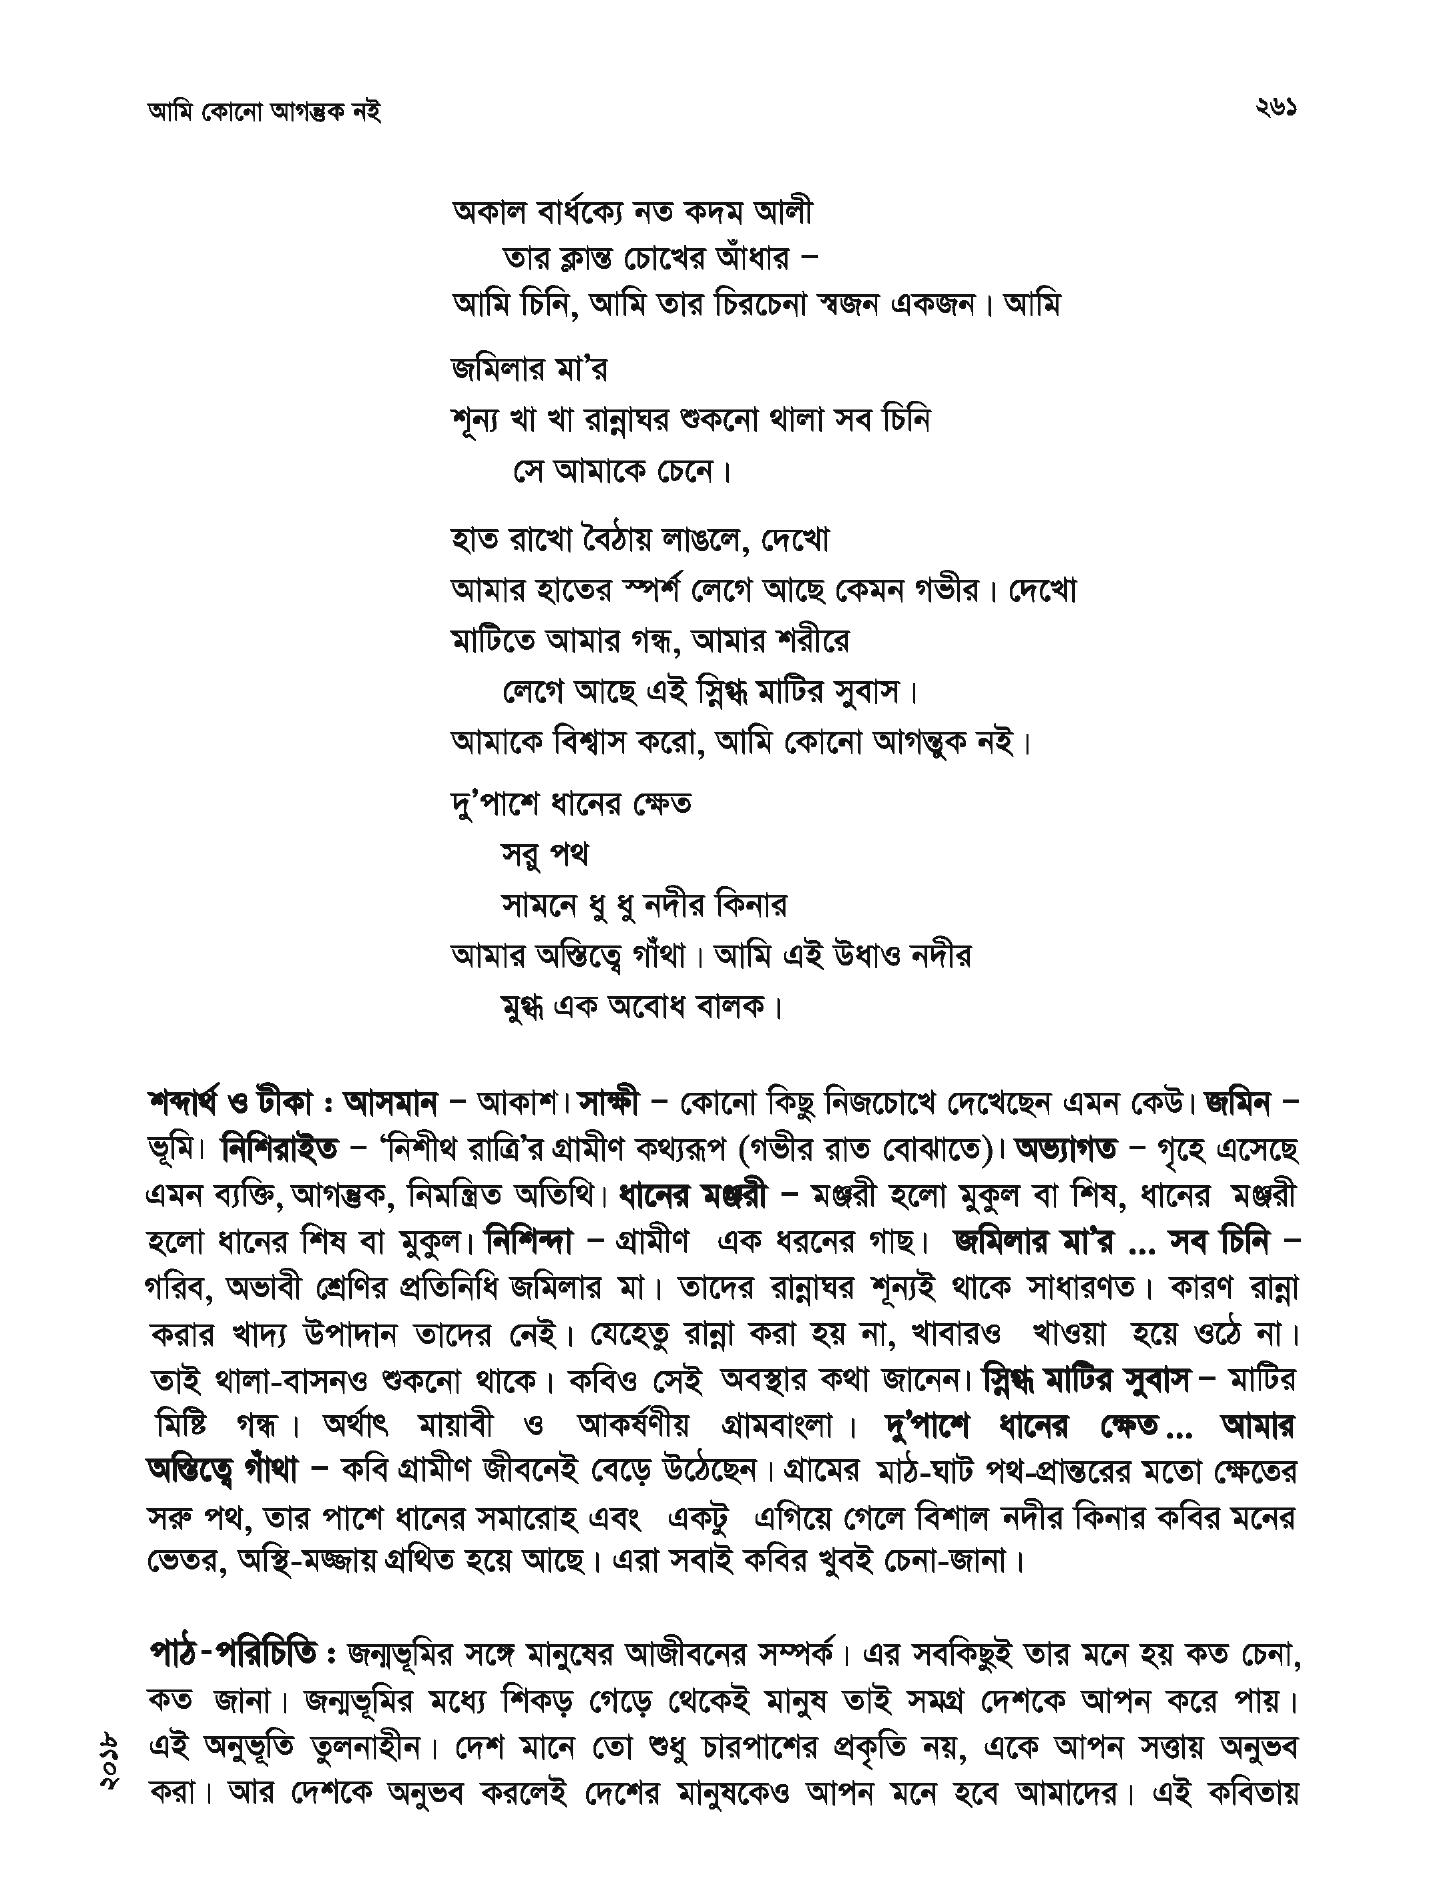 আমি কোনো আগন্তুক নই
২৬১
অকাল বার্ধক্যে নত কদম আলী
তার ক্লান্ত চোখের আঁধার –
আমি চিনি, আমি তার চিরচেনা স্বজন একজন। আমি
জমিলার মা’র
শূন্য খা খা রান্নাঘর শুকনো থালা সব চিনি
সে আমাকে চেনে।
হাত রাখো বৈঠায় লাঙলে, দেখো
আমার হাতের স্পর্শ লেগে আছে কেমন গভীর। দেখো
মাটিতে আমার গন্ধ, আমার শরীরে
লেগে আছে এই স্নিগ্ধ মাটির সুবাস।
আমাকে বিশ্বাস করো, আমি কোনো আগন্তুক নই।
দু’পাশে ধানের ক্ষেত
সরু পথ
সামনে ধু ধু নদীর কিনার
আমার অস্তিত্বে গাঁথা। আমি এই উধাও নদীর
মুগ্ধ এক অবোধ বালক।
শব্দার্থ ও টীকা : আসমান – আকাশ। সাক্ষী – কোনো কিছু নিজচোখে দেখেছেন এমন কেউ। জমিন –
ভূমি। নিশিরাইত – ‘নিশীথ রাত্রি’র গ্রামীণ কথ্যরূপ (গভীর রাত বোঝাতে)। অভ্যাগত – গৃহে এসেছে
এমন ব্যক্তি, আগন্তুক, নিমন্ত্রিত অতিথি। ধানের মঞ্জরী – মঞ্জরী হলো মুকুল বা শিষ, ধানের মঞ্জরী
হলো ধানের শিষ বা মুকুল। নিশিন্দা – গ্রামীণ এক ধরনের গাছ। জমিলার মা’র ... সব চিনি –
গরিব, অভাবী শ্রেণির প্রতিনিধি জমিলার মা। তাদের রান্নাঘর শূন্যই থাকে সাধারণত। কারণ রান্না
করার খাদ্য উপাদান তাদের নেই। যেহেতু রান্না করা হয় না, খাবারও খাওয়া হয়ে ওঠে না।
তাই থালা-বাসনও শুকনো থাকে। কবিও সেই অবস্থার কথা জানেন। স্নিগ্ধ মাটির সুবাস – মাটির
মিষ্টি গন্ধ। অর্থাৎ মায়াবী ও আকর্ষণীয় গ্রামবাংলা। দু’পাশে ধানের ক্ষেত ... আমার
অস্তিত্বে গাঁথা – কবি গ্রামীণ জীবনেই বেড়ে উঠেছেন। গ্রামের মাঠ-ঘাট পথ-প্রান্তরের মতো ক্ষেতের
সরু পথ, তার পাশে ধানের সমারোহ এবং একটু এগিয়ে গেলে বিশাল নদীর কিনার কবির মনের
ভেতর, অস্থি-মজ্জায় গ্রথিত হয়ে আছে। এরা সবাই কবির খুবই চেনা-জানা।
পাঠ-পরিচিতি : জন্মভূমির সঙ্গে মানুষের আজীবনের সম্পর্ক। এর সবকিছুই তার মনে হয় কত চেনা,
কত জানা। জন্মভূমির মধ্যে শিকড় গেড়ে থেকেই মানুষ তাই সমগ্র দেশকে আপন করে পায়।
এই অনুভূতি তুলনাহীন। দেশ মানে তো শুধু চারপাশের প্রকৃতি নয়, একে আপন সত্তায় অনুভব
করা। আর দেশকে অনুভব করলেই দেশের মানুষকেও আপন মনে হবে আমাদের। এই কবিতায়
২০১৮